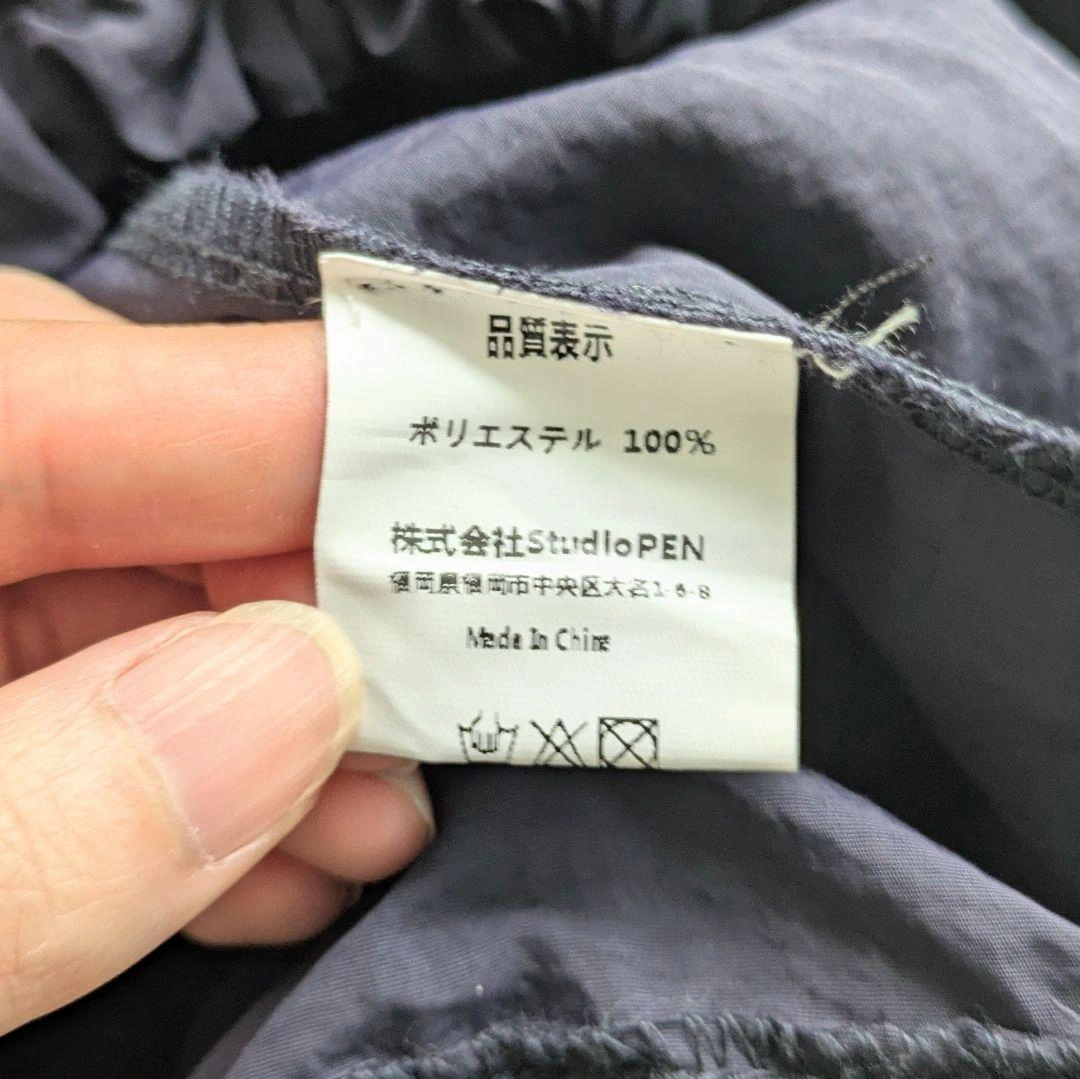 品質表示
ポリエステル 100%
株式会社StudioPEN
福岡県福岡市中央区大名1-6-8
Made In China